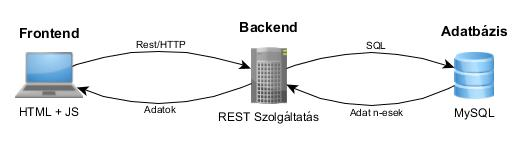 Frontend
Backend
Adatbázis
Rest/HTTP
SQL
HTML + JS
Adatok
REST Szolgáltatás
Adat n-esek
MySQL